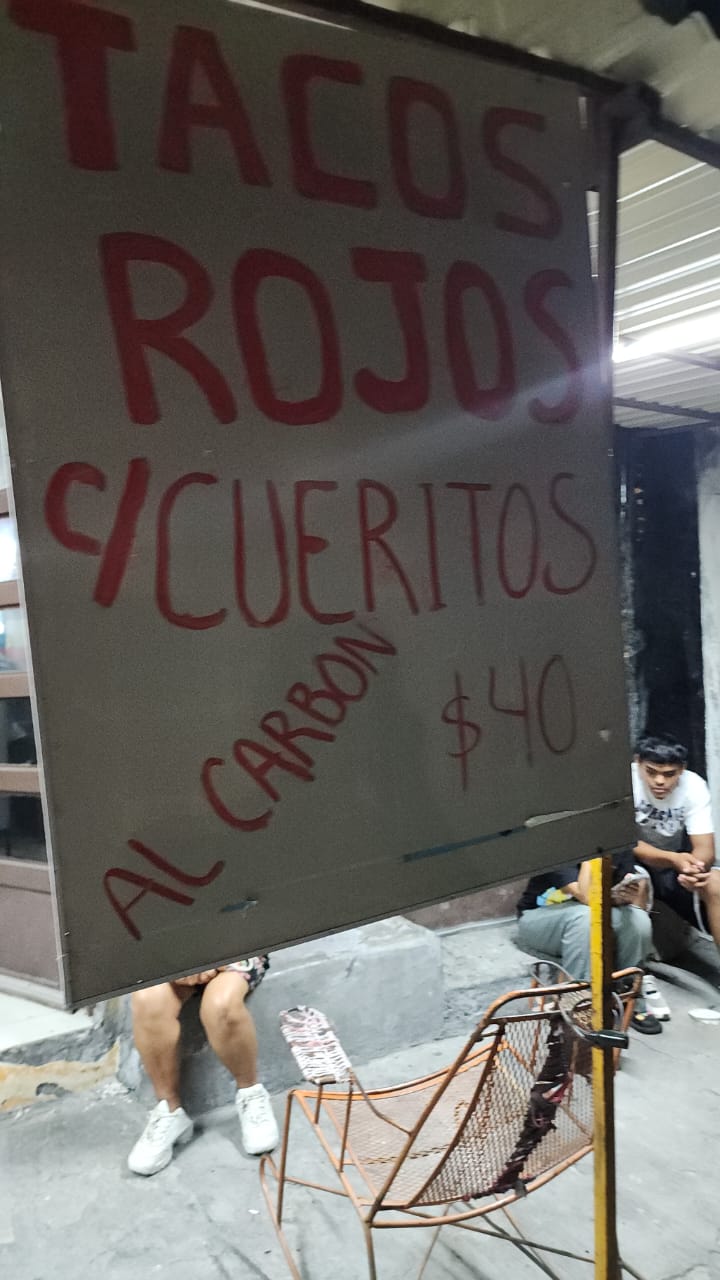 TACOS
ROJOS
C/CUERITOS
AL CARBON
$40